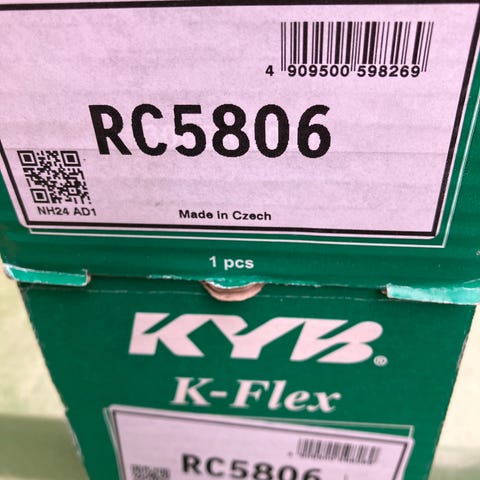 4 909500 598269
RC5806
NH24 AD1
Made in Czech
1 pcs
KYB®
K-Flex
RC5806